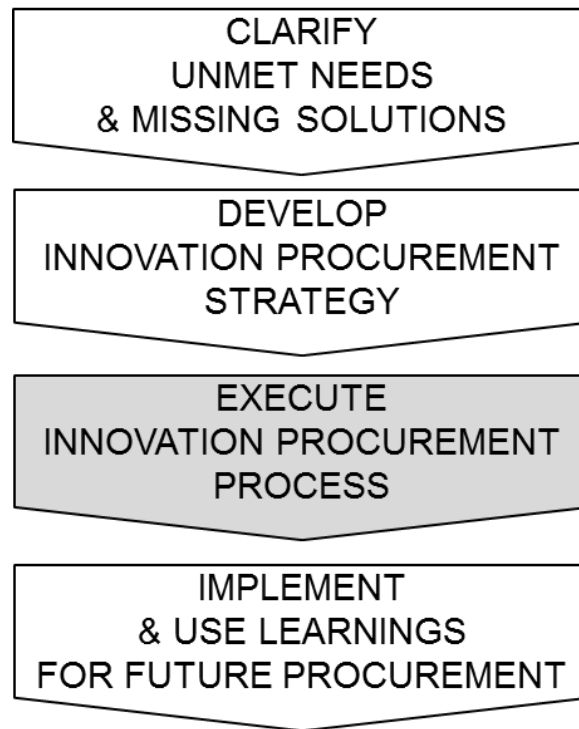 CLARIFY
UNMET NEEDS
& MISSING SOLUTIONS
DEVELOP
INNOVATION PROCUREMENT
STRATEGY
EXECUTE
INNOVATION PROCUREMENT
PROCESS
IMPLEMENT
& USE LEARNINGS
FOR FUTURE PROCUREMENT